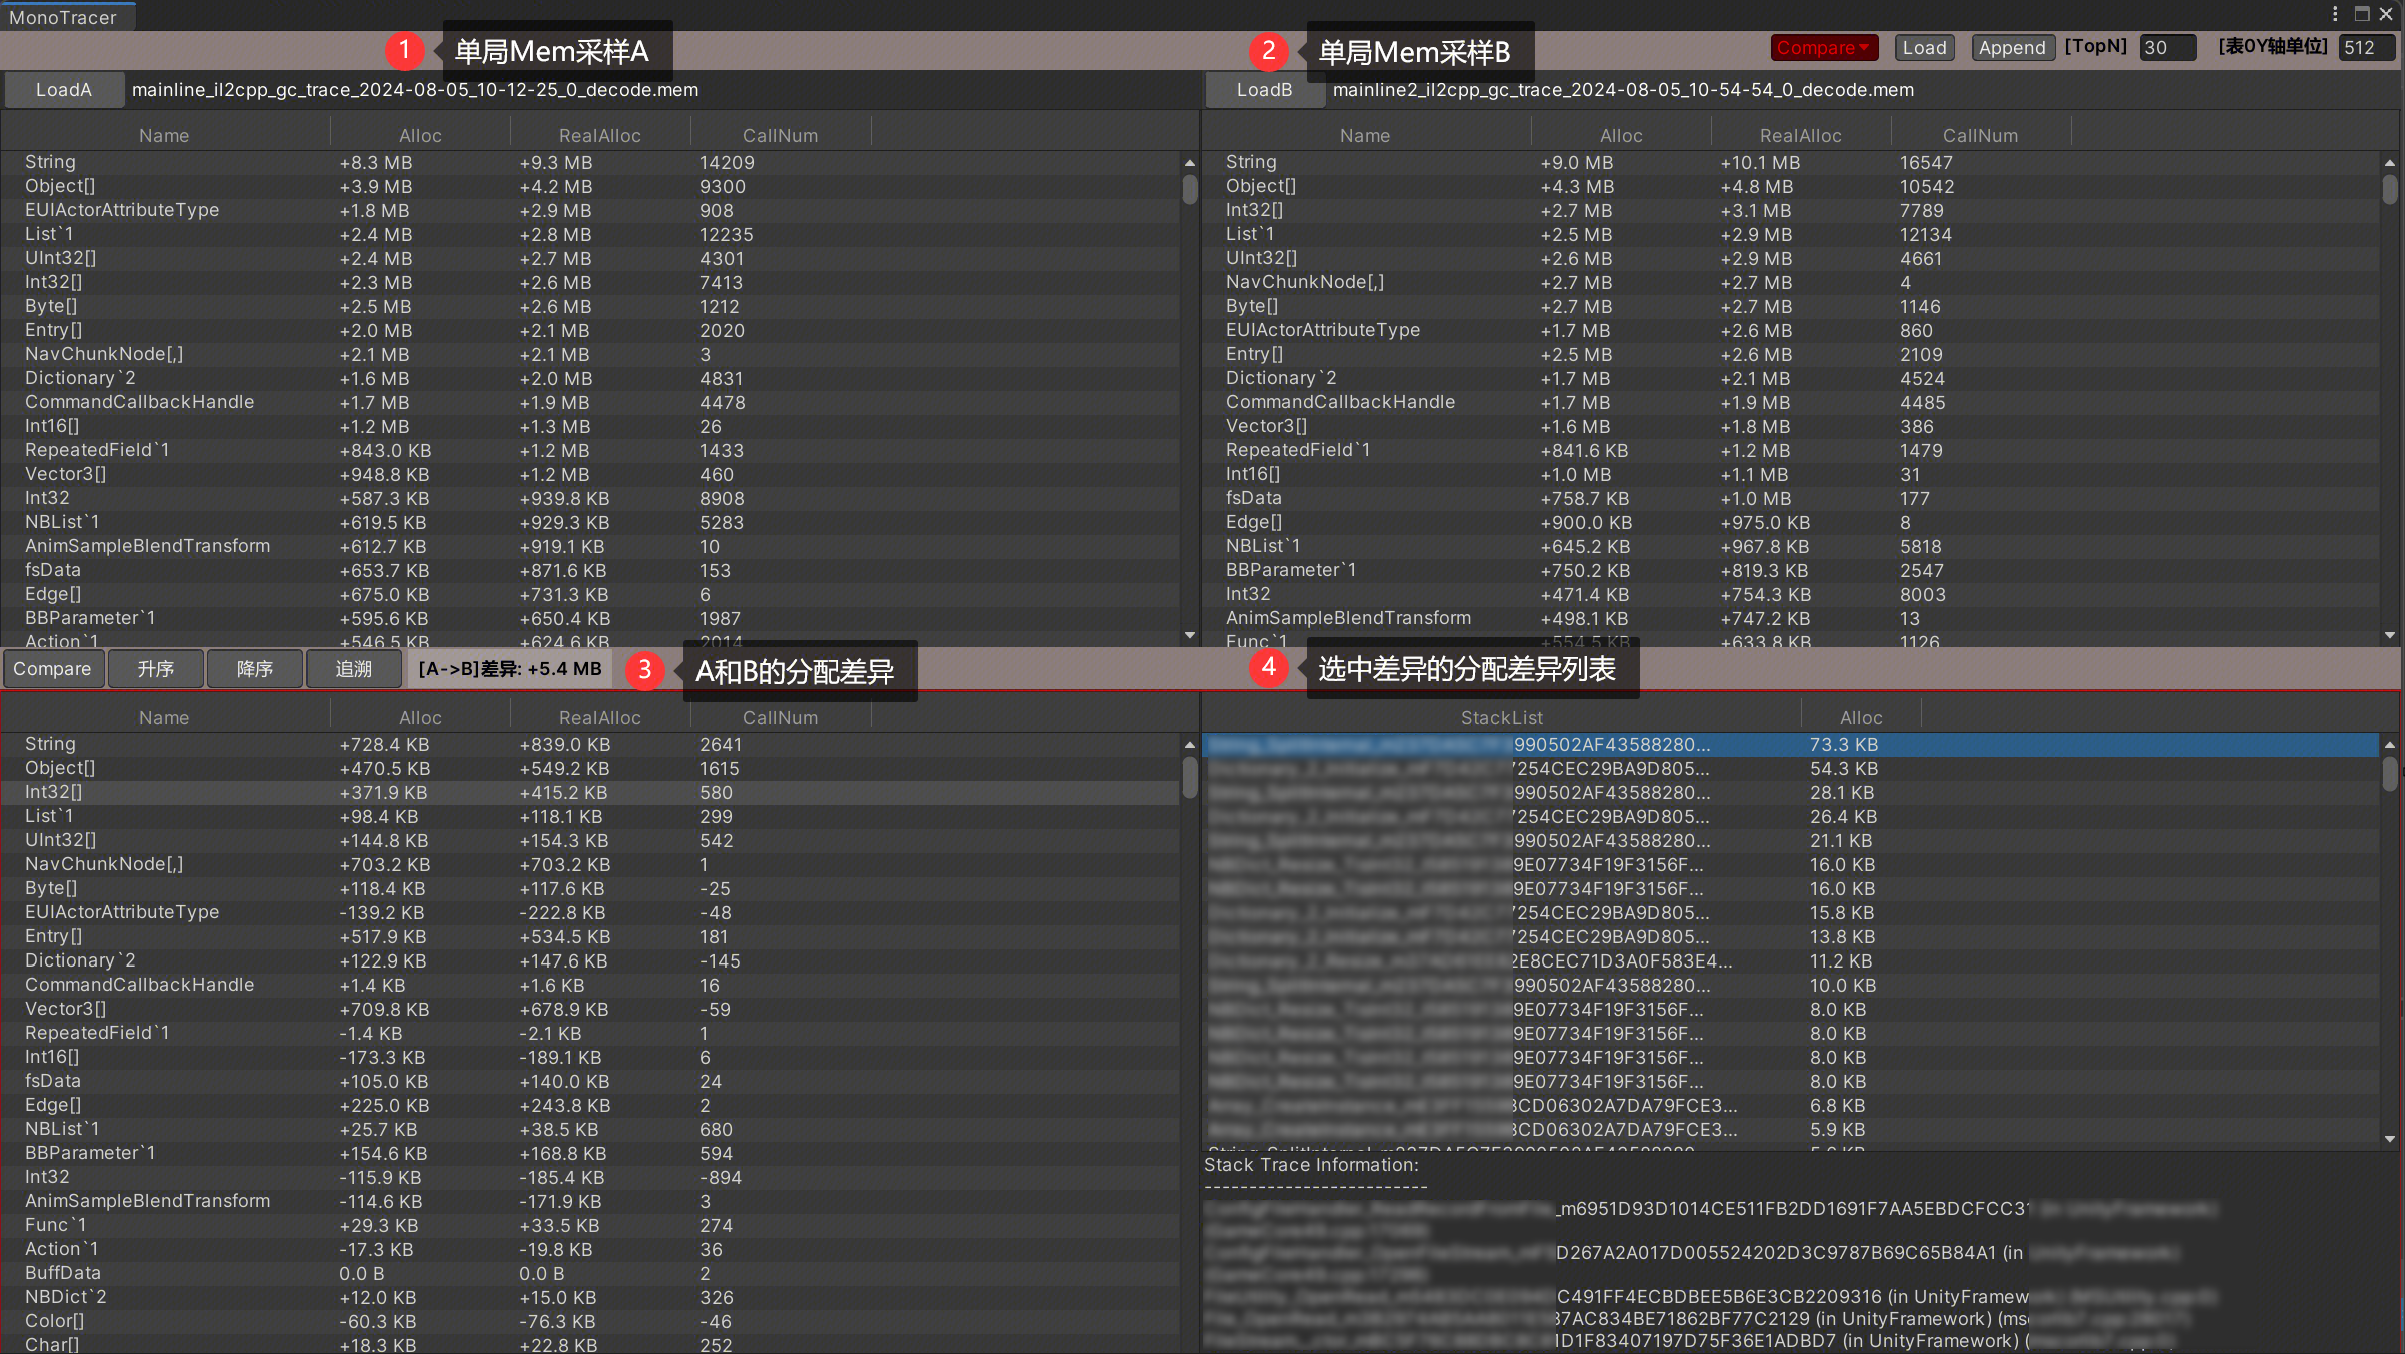 MonoTracer
1 单局Mem采样A
2 单局Mem采样B
Compare Load Append [TopN] 30 [表0Y轴单位] 512
LoadA mainline_il2cpp_gc_trace_2024-08-05_10-12-25_0_decode.mem
LoadB mainline2_il2cpp_gc_trace_2024-08-05_10-54-54_0_decode.mem
Name Alloc RealAlloc CallNum
String +8.3 MB +9.3 MB 14209
Object[] +3.9 MB +4.2 MB 9300
EUIActorAttributeType +1.8 MB +2.9 MB 908
List`1 +2.4 MB +2.8 MB 12235
UInt32[] +2.4 MB +2.7 MB 4301
Int32[] +2.3 MB +2.6 MB 7413
Byte[] +2.5 MB +2.6 MB 1212
Entry[] +2.0 MB +2.1 MB 2020
NavChunkNode[,] +2.1 MB +2.1 MB 3
Dictionary`2 +1.6 MB +2.0 MB 4831
CommandCallbackHandle +1.7 MB +1.9 MB 4478
Int16[] +1.2 MB +1.3 MB 26
RepeatedField`1 +843.0 KB +1.2 MB 1433
Vector3[] +948.8 KB +1.2 MB 460
Int32 +587.3 KB +939.8 KB 8908
NBList`1 +619.5 KB +929.3 KB 5283
AnimSampleBlendTransform +612.7 KB +919.1 KB 10
fsData +653.7 KB +871.6 KB 153
Edge[] +675.0 KB +731.3 KB 6
BBParameter`1 +595.6 KB +650.4 KB 1987
Action`1 +546.5 KB +624.6 KB 2014
Name Alloc RealAlloc CallNum
String +9.0 MB +10.1 MB 16547
Object[] +4.3 MB +4.8 MB 10542
Int32[] +2.7 MB +3.1 MB 7789
List`1 +2.5 MB +2.9 MB 12134
UInt32[] +2.6 MB +2.9 MB 4661
NavChunkNode[,] +2.7 MB +2.7 MB 4
Byte[] +2.7 MB +2.7 MB 1146
EUIActorAttributeType +1.7 MB +2.6 MB 860
Entry[] +2.5 MB +2.6 MB 2109
Dictionary`2 +1.7 MB +2.1 MB 4524
CommandCallbackHandle +1.7 MB +1.9 MB 4485
Vector3[] +1.6 MB +1.8 MB 386
RepeatedField`1 +841.6 KB +1.2 MB 1479
Int16[] +1.0 MB +1.1 MB 31
fsData +758.7 KB +1.0 MB 177
Edge[] +900.0 KB +975.0 KB 8
NBList`1 +645.2 KB +967.8 KB 5818
BBParameter`1 +750.2 KB +819.3 KB 2547
Int32 +471.4 KB +754.3 KB 8003
AnimSampleBlendTransform +498.1 KB +747.2 KB 13
Func`1 +554.5 KB +633.8 KB 1126
Compare 升序 降序 追溯 [A->B]差异: +5.4 MB 3 A和B的分配差异
4 选中差异的分配差异列表
Name Alloc RealAlloc CallNum
String +728.4 KB +839.0 KB 2641
Object[] +470.5 KB +549.2 KB 1615
Int32[] +371.9 KB +415.2 KB 580
List`1 +98.4 KB +118.1 KB 299
UInt32[] +144.8 KB +154.3 KB 542
NavChunkNode[,] +703.2 KB +703.2 KB 1
Byte[] +118.4 KB +117.6 KB -25
EUIActorAttributeType -139.2 KB -222.8 KB -48
Entry[] +517.9 KB +534.5 KB 181
Dictionary`2 +122.9 KB +147.6 KB -145
CommandCallbackHandle +1.4 KB +1.6 KB 16
Vector3[] +709.8 KB +678.9 KB -59
RepeatedField`1 -1.4 KB -2.1 KB 1
Int16[] -173.3 KB -189.1 KB 6
fsData +105.0 KB +140.0 KB 24
Edge[] +225.0 KB +243.8 KB 2
NBList`1 +25.7 KB +38.5 KB 680
BBParameter`1 +154.6 KB +168.8 KB 594
Int32 -115.9 KB -185.4 KB -894
AnimSampleBlendTransform -114.6 KB -171.9 KB 3
Func`1 +29.3 KB +33.5 KB 274
Action`1 -17.3 KB -19.8 KB 36
BuffData 0.0 B 0.0 B 2
NBDict`2 +12.0 KB +15.0 KB 326
Color[] -60.3 KB -76.3 KB -46
Char[] +18.3 KB +22.8 KB 252
StackList Alloc
990502AF43588280... 73.3 KB
7254CEC29BA9D805... 54.3 KB
990502AF43588280... 28.1 KB
7254CEC29BA9D805... 26.4 KB
990502AF43588280... 21.1 KB
9E07734F19F3156F... 16.0 KB
9E07734F19F3156F... 16.0 KB
7254CEC29BA9D805... 15.8 KB
7254CEC29BA9D805... 13.8 KB
2E8CEC71D3A0F583E4... 11.2 KB
990502AF43588280... 10.0 KB
9E07734F19F3156F... 8.0 KB
9E07734F19F3156F... 8.0 KB
9E07734F19F3156F... 8.0 KB
9E07734F19F3156F... 8.0 KB
3CD06302A7DA79FCE3... 6.8 KB
3CD06302A7DA79FCE3... 5.9 KB
Stack Trace Information:
-------------------------
_m6951D93D1014CE511FB2DD1691F7AA5EBDCFCC31
D267A2A017D005524202D3C9787B69C65B84A1 (in
C491FF4ECBDBEE5B6E3CB2209316 (in UnityFramew
37AC834BE71862BF77C2129 (in UnityFramework) (ms
1D1F83407197D75F36E1ADBD7 (in UnityFramework) (